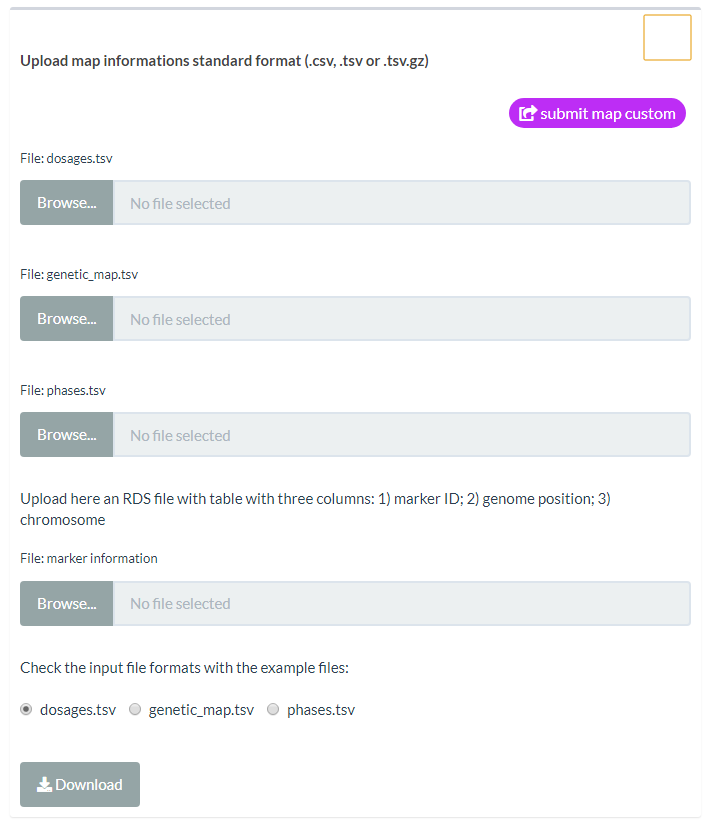 Upload map informations standard format (.csv, .tsv or .tsv.gz)
submit map custom
File: dosages.tsv
Browse... No file selected
File: genetic_map.tsv
Browse... No file selected
File: phases.tsv
Browse... No file selected
Upload here an RDS file with table with three columns: 1) marker ID; 2) genome position; 3)
chromosome
File: marker information
Browse... No file selected
Check the input file formats with the example files:
dosages.tsv genetic_map.tsv phases.tsv
Download